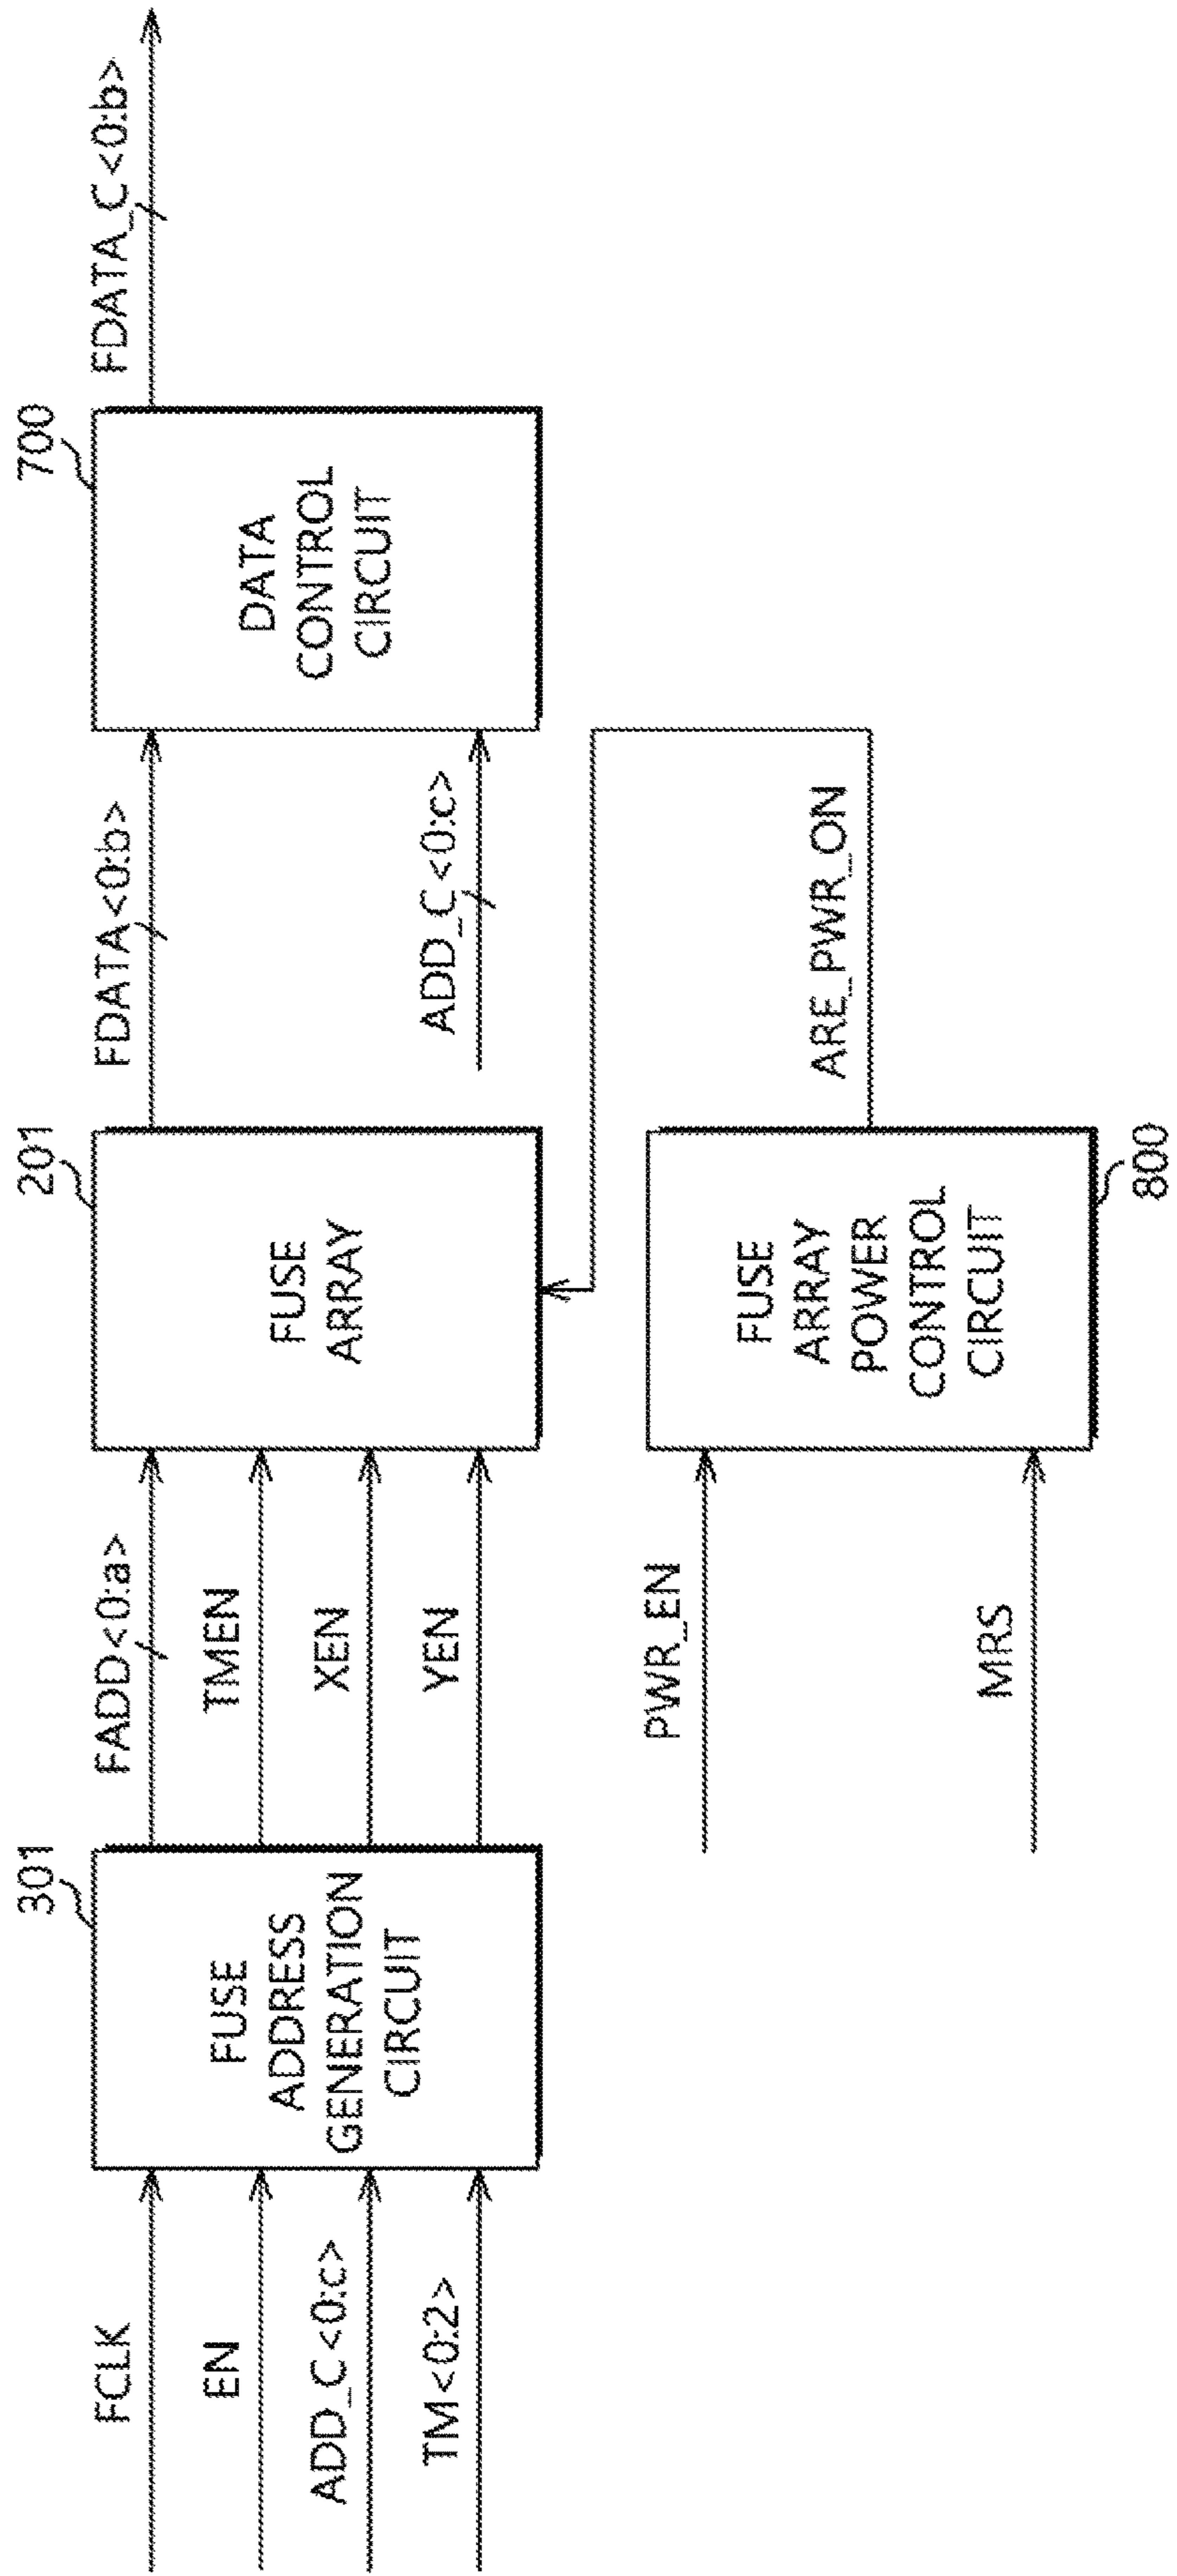 FCLK
EN
ADD_C<0:c>
TM<0:2>
301
FUSE
ADDRESS
GENERATION
CIRCUIT
FADD<0:a>
TMEN
XEN
YEN
201
FUSE
ARRAY
FDATA<0:b>
ADD_C<0:c>
700
DATA
CONTROL
CIRCUIT
FDATA_C<0:b>
PWR_EN
MRS
FUSE
ARRAY
POWER
CONTROL
CIRCUIT
800
ARE_PWR_ON